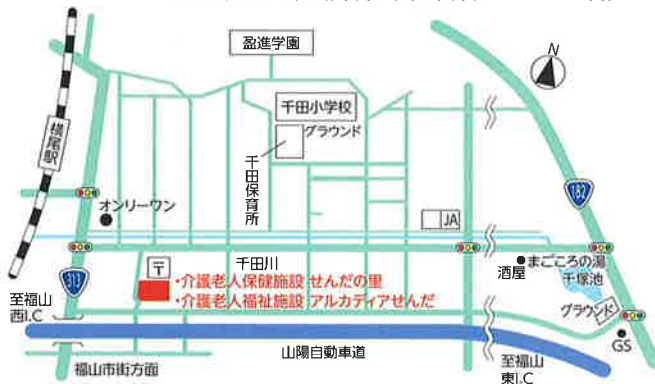 盈進学園
N
千田小学校
グラウンド
横尾駅
千田保育所
182
オンリーワン
JA
千田川
まごころの湯
酒屋
千塚池
〒
313
・介護老人保健施設 せんだの里
・介護老人福祉施設 アルカディアせんだ
至福山
西I.C
グラウンド
GS
山陽自動車道
至福山
東I.C
福山市街方面